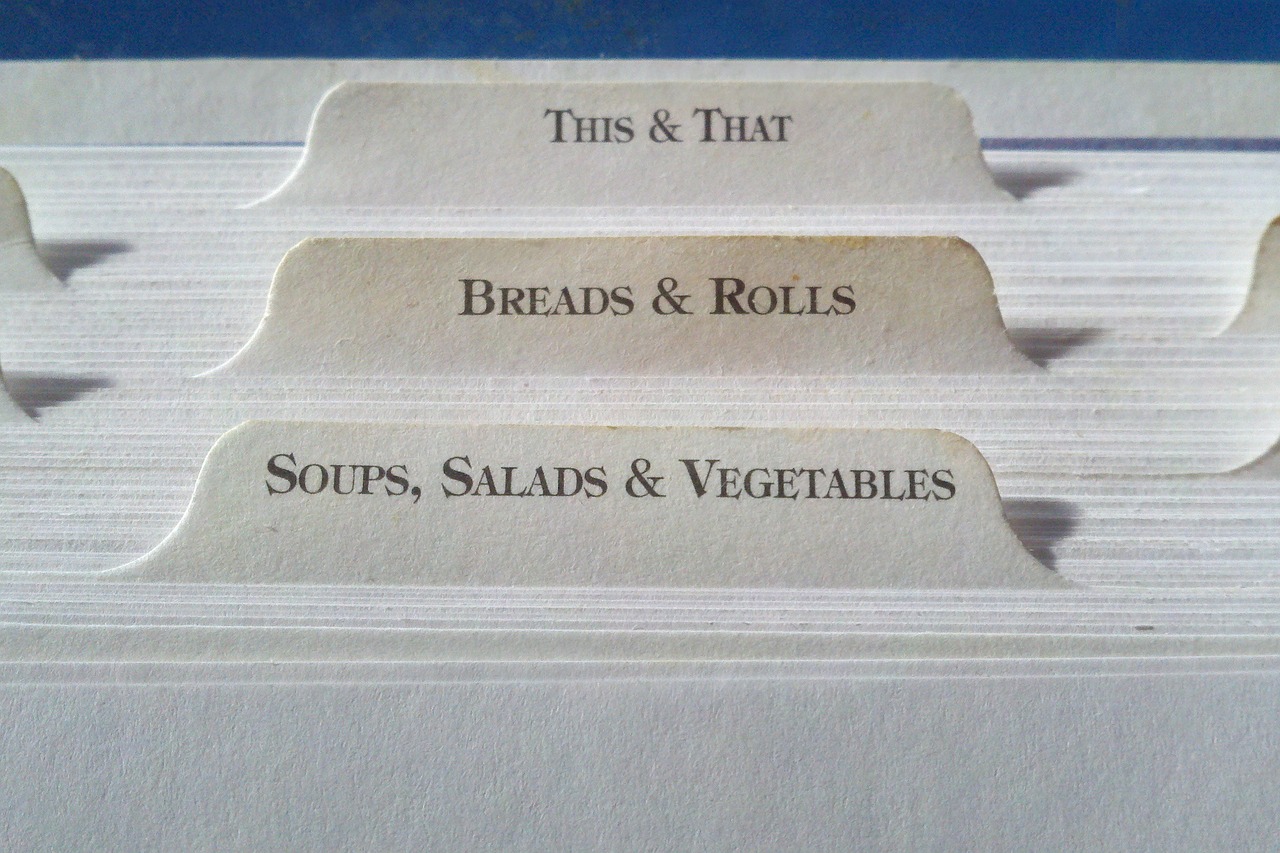 This & That
Breads & Rolls
Soups, Salads & Vegetables